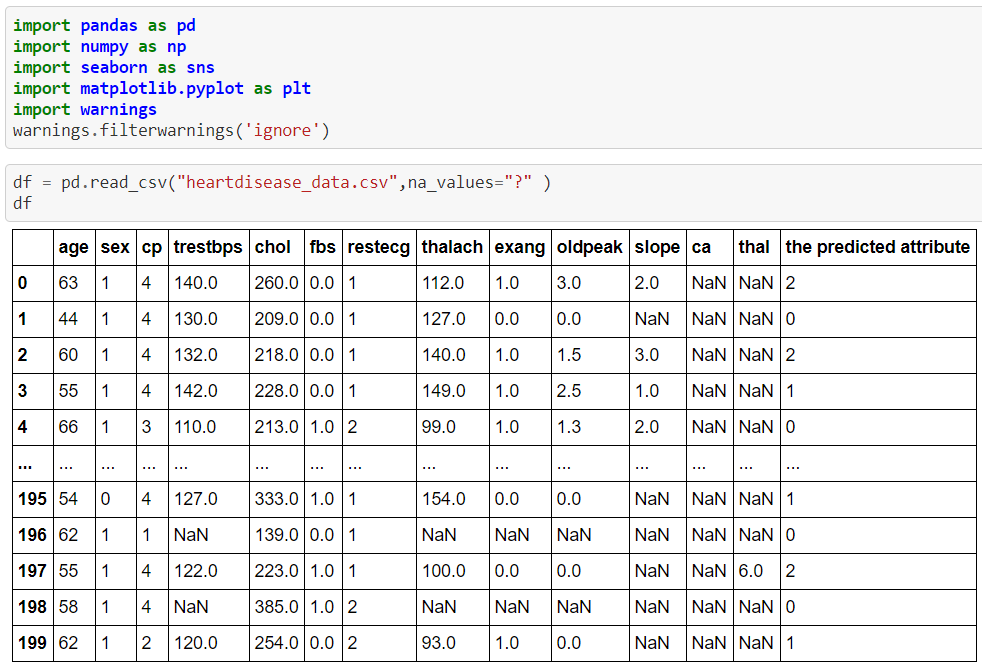 import pandas as pd
import numpy as np
import seaborn as sns
import matplotlib.pyplot as plt
import warnings
warnings.filterwarnings('ignore')
df = pd.read_csv("heartdisease_data.csv",na_values="?" )
df
age sex cp trestbps chol fbs restecg thalach exang oldpeak slope ca thal the predicted attribute
0 63 1 4 140.0 260.0 0.0 1 112.0 1.0 3.0 2.0 NaN NaN 2
1 44 1 4 130.0 209.0 0.0 1 127.0 0.0 0.0 NaN NaN NaN 0
2 60 1 4 132.0 218.0 0.0 1 140.0 1.0 1.5 3.0 NaN NaN 2
3 55 1 4 142.0 228.0 0.0 1 149.0 1.0 2.5 1.0 NaN NaN 1
4 66 1 3 110.0 213.0 1.0 2 99.0 1.0 1.3 2.0 NaN NaN 0
... ... ... ... ... ... ... ... ... ... ... ... ... ... ...
195 54 0 4 127.0 333.0 1.0 1 154.0 0.0 0.0 NaN NaN NaN 1
196 62 1 1 NaN 139.0 0.0 1 NaN NaN NaN NaN NaN NaN 0
197 55 1 4 122.0 223.0 1.0 1 100.0 0.0 0.0 NaN NaN 6.0 2
198 58 1 4 NaN 385.0 1.0 2 NaN NaN NaN NaN NaN NaN 0
199 62 1 2 120.0 254.0 0.0 2 93.0 1.0 0.0 NaN NaN NaN 1